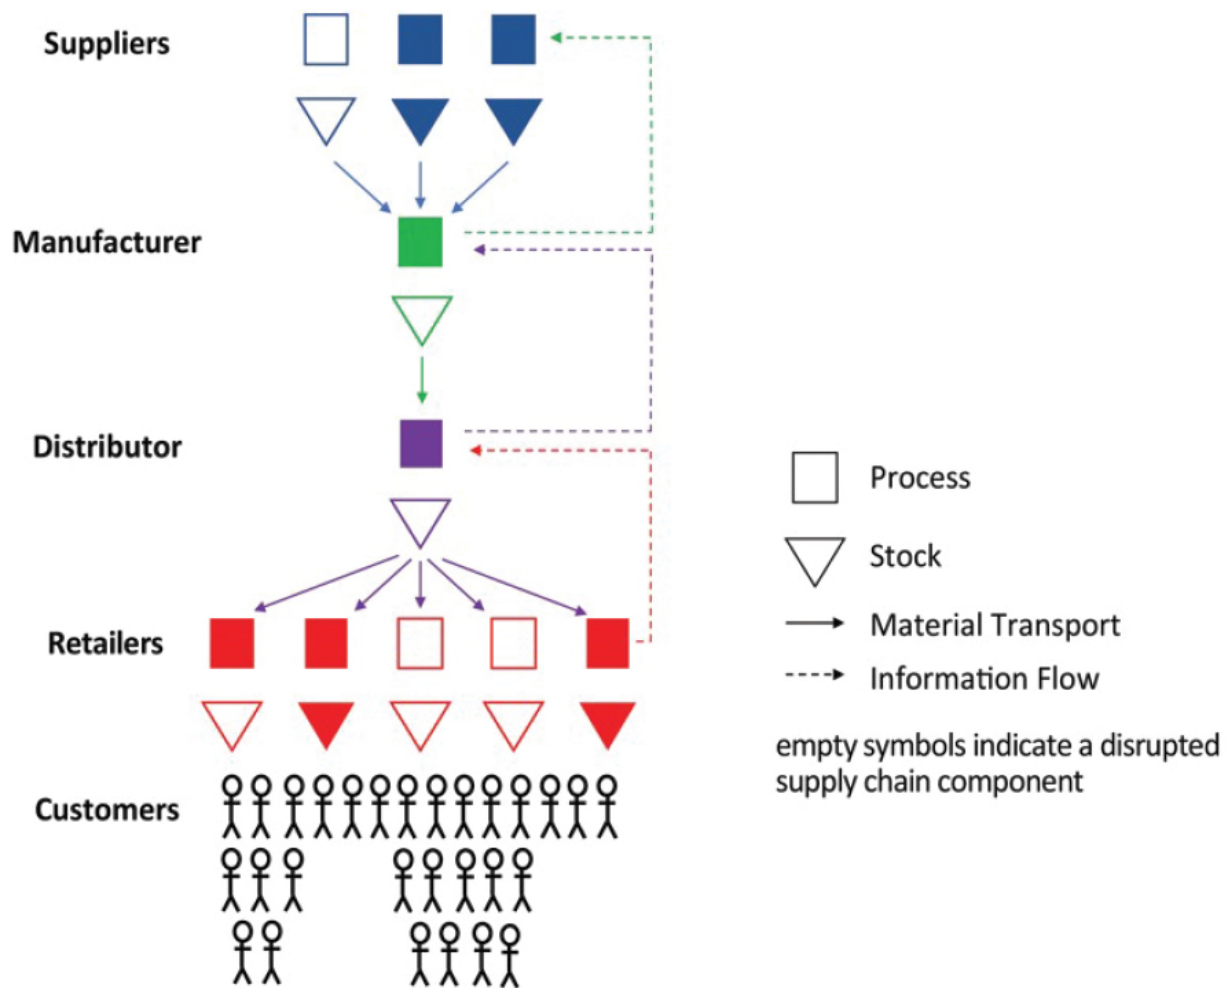 Suppliers
Manufacturer
Distributor
Retailers
Customers
Process
Stock
Material Transport
Information Flow
empty symbols indicate a disrupted
supply chain component